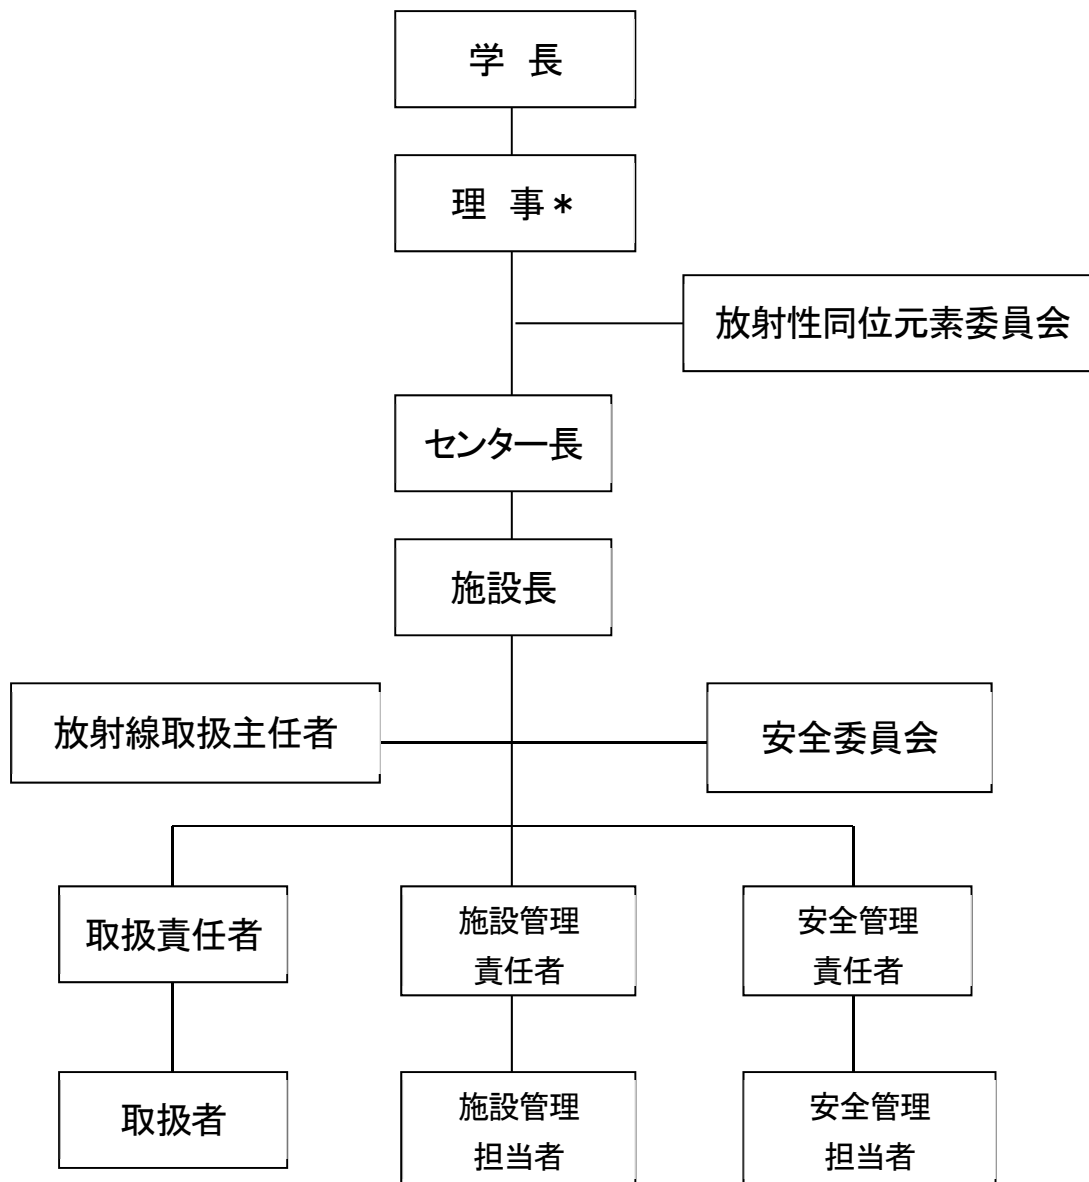 学 長
理 事*
放射性同位元素委員会
センター長
施設長
放射線取扱主任者
安全委員会
取扱責任者
施設管理
責任者
安全管理
責任者
取扱者
施設管理
担当者
安全管理
担当者